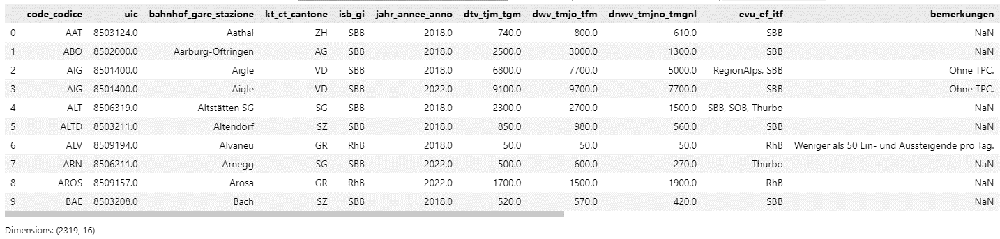 code_codice uic bahnhof_gare_stazione kt_ct_cantone isb_gi jahr_annee_anno dtv_tjm_tgm dwv_tmjo_tfm dnwv_tmjno_tmgnl evu_ef_itf bemerkungen
0 AAT 8503124.0 Aathal ZH SBB 2018.0 740.0 800.0 610.0 SBB NaN
1 ABO 8502000.0 Aarburg-Oftringen AG SBB 2018.0 2500.0 3000.0 1300.0 SBB NaN
2 AIG 8501400.0 Aigle VD SBB 2018.0 6800.0 7700.0 5000.0 RegionAlps, SBB Ohne TPC.
3 AIG 8501400.0 Aigle VD SBB 2022.0 9100.0 9700.0 7700.0 SBB Ohne TPC.
4 ALT 8506319.0 Altstätten SG SG SBB 2018.0 2300.0 2700.0 1500.0 SBB, SOB, Thurbo NaN
5 ALTD 8503211.0 Altendorf SZ SBB 2018.0 850.0 980.0 560.0 SBB NaN
6 ALV 8509194.0 Alvaneu GR RhB 2018.0 50.0 50.0 50.0 RhB Weniger als 50 Ein- und Aussteigende pro Tag.
7 ARN 8506211.0 Arnegg SG SBB 2022.0 500.0 600.0 270.0 Thurbo NaN
8 AROS 8509157.0 Arosa GR RhB 2022.0 1700.0 1500.0 1900.0 RhB NaN
9 BAE 8503208.0 Bäch SZ SBB 2018.0 520.0 570.0 420.0 SBB NaN
Dimensions: (2319, 16)